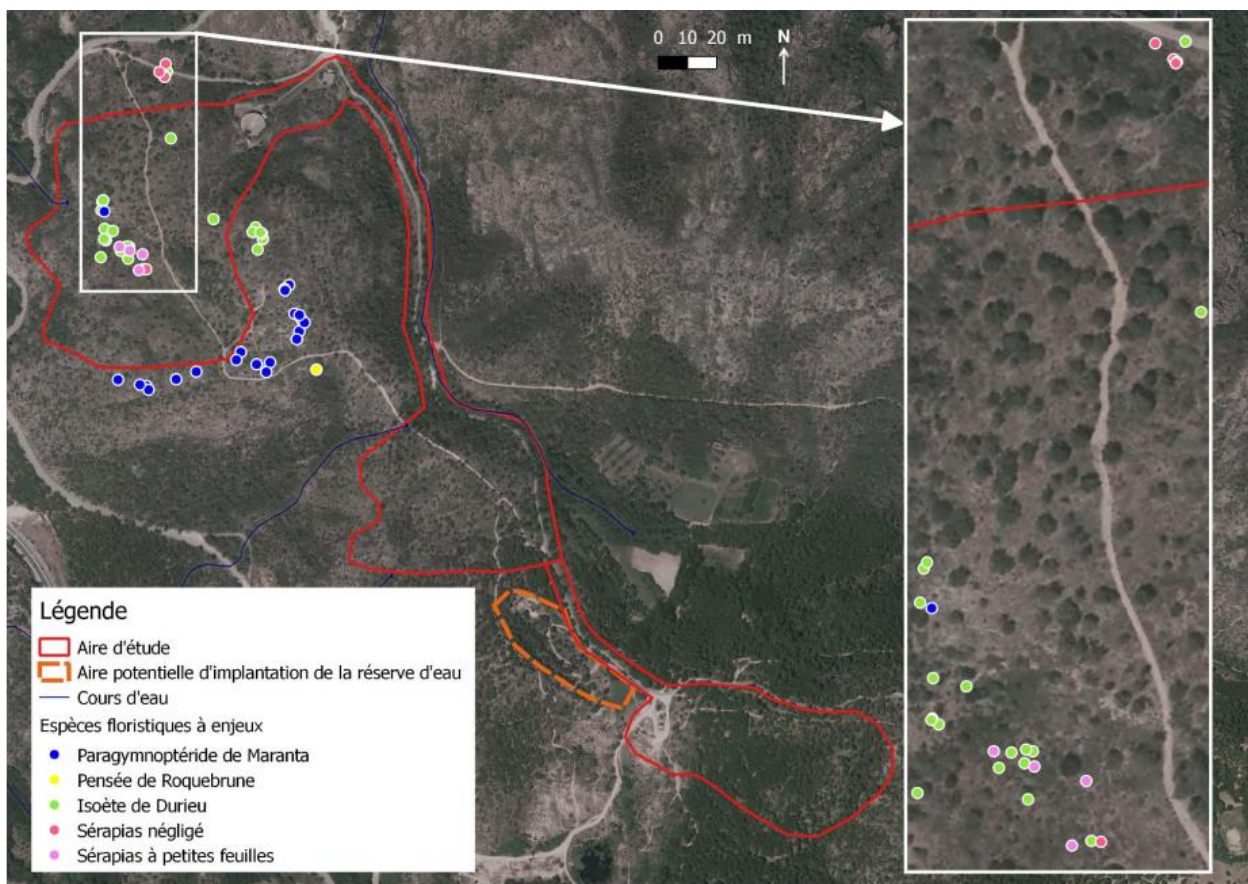 0 10 20 m
N
Légende
Aire d'étude
Aire potentielle d'implantation de la réserve d'eau
Cours d'eau
Espèces floristiques à enjeux
Paragymnoptéride de Maranta
Pensée de Roquebrune
Isoète de Durieu
Sérapias négligé
Sérapias à petites feuilles